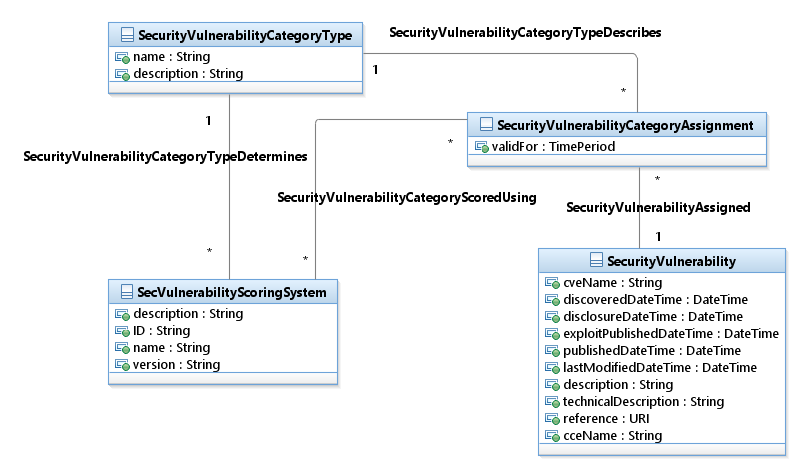 SecurityVulnerabilityCategoryType
name : String
description : String
SecurityVulnerabilityCategoryTypeDescribes
1
*
1
SecurityVulnerabilityCategoryAssignment
validFor : TimePeriod
*
SecurityVulnerabilityCategoryTypeDetermines
SecurityVulnerabilityCategoryScoredUsing
*
SecurityVulnerabilityAssigned
1
*
*
SecVulnerabilityScoringSystem
description : String
ID : String
name : String
version : String
SecurityVulnerability
cveName : String
discoveredDateTime : DateTime
disclosureDateTime : DateTime
exploitPublishedDateTime : DateTime
publishedDateTime : DateTime
lastModifiedDateTime : DateTime
description : String
technicalDescription : String
reference : URI
cceName : String